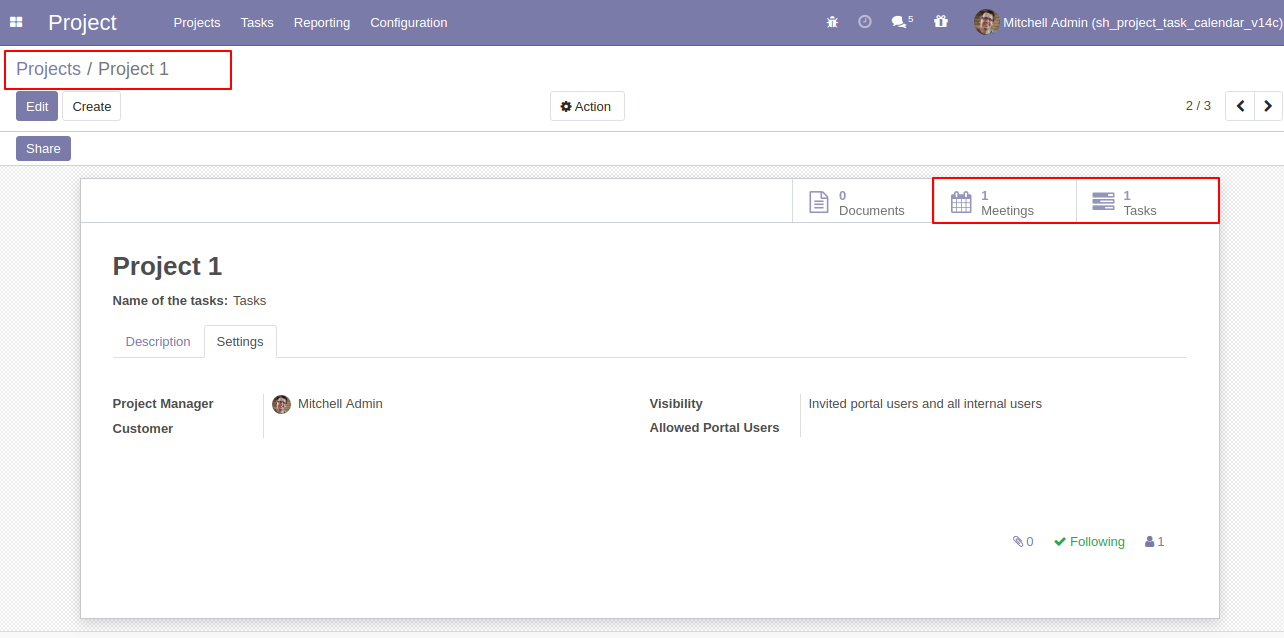 Project Projects Tasks Reporting Configuration 5 Mitchell Admin (sh_project_task_calendar_v14c)
Projects / Project 1
Edit Create Action 2 / 3
Share
0 Documents
1 Meetings
1 Tasks
Project 1
Name of the tasks: Tasks
Description Settings
Project Manager Mitchell Admin
Customer
Visibility Invited portal users and all internal users
Allowed Portal Users
0 Following 1